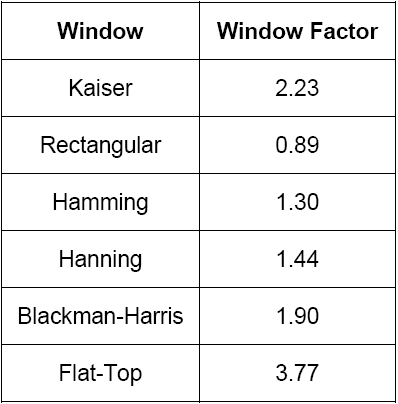 Window Window Factor
Kaiser 2.23
Rectangular 0.89
Hamming 1.30
Hanning 1.44
Blackman-Harris 1.90
Flat-Top 3.77